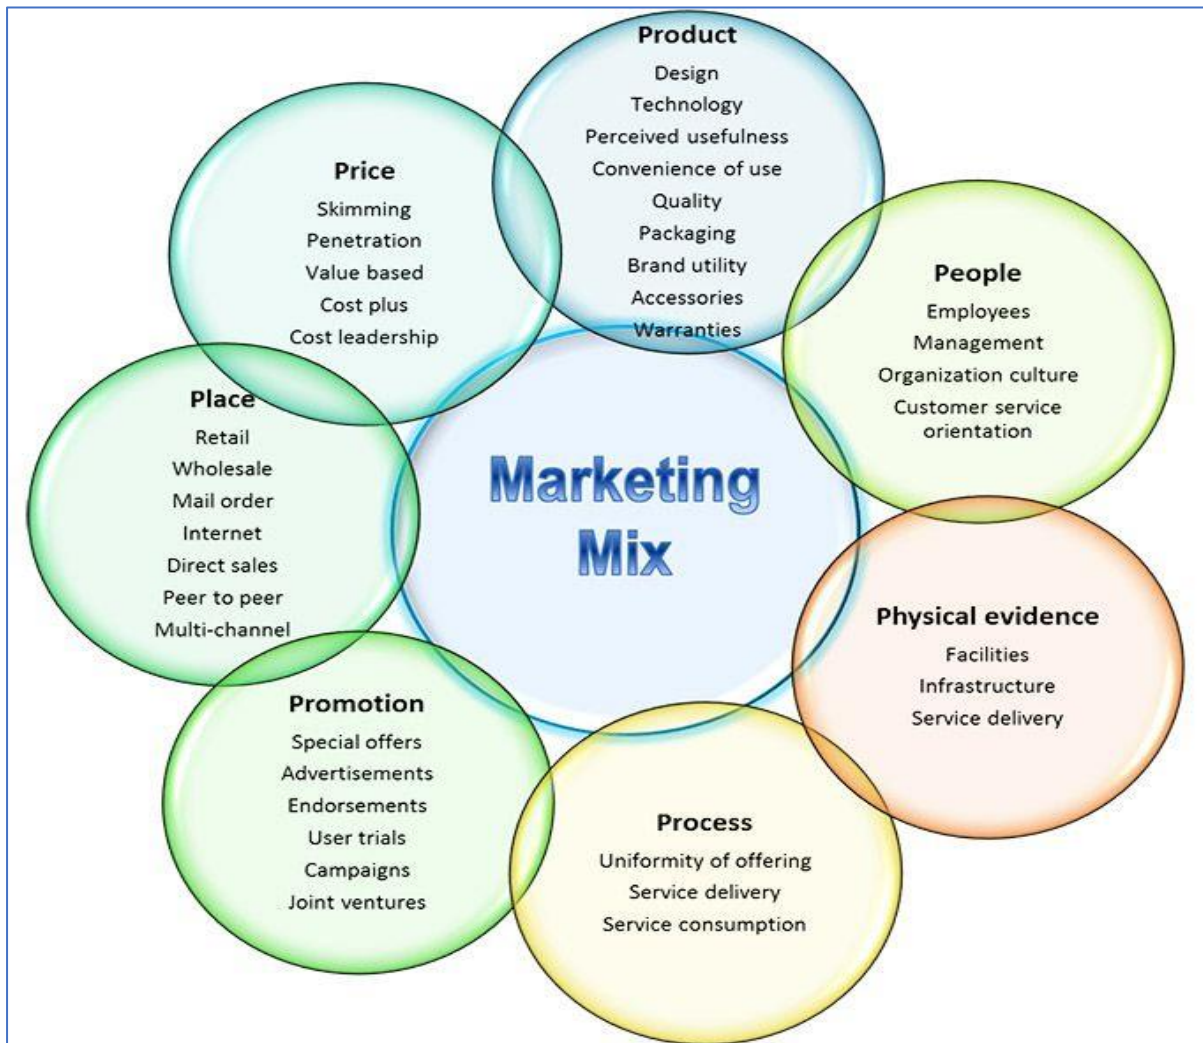 Product
Design
Technology
Perceived usefulness
Convenience of use
Quality
Packaging
Brand utility
Accessories
Warranties
People
Employees
Management
Organization culture
Customer service
orientation
Physical evidence
Facilities
Infrastructure
Service delivery
Process
Uniformity of offering
Service delivery
Service consumption
Promotion
Special offers
Advertisements
Endorsements
User trials
Campaigns
Joint ventures
Place
Retail
Wholesale
Mail order
Internet
Direct sales
Peer to peer
Multi-channel
Price
Skimming
Penetration
Value based
Cost plus
Cost leadership
Marketing
Mix